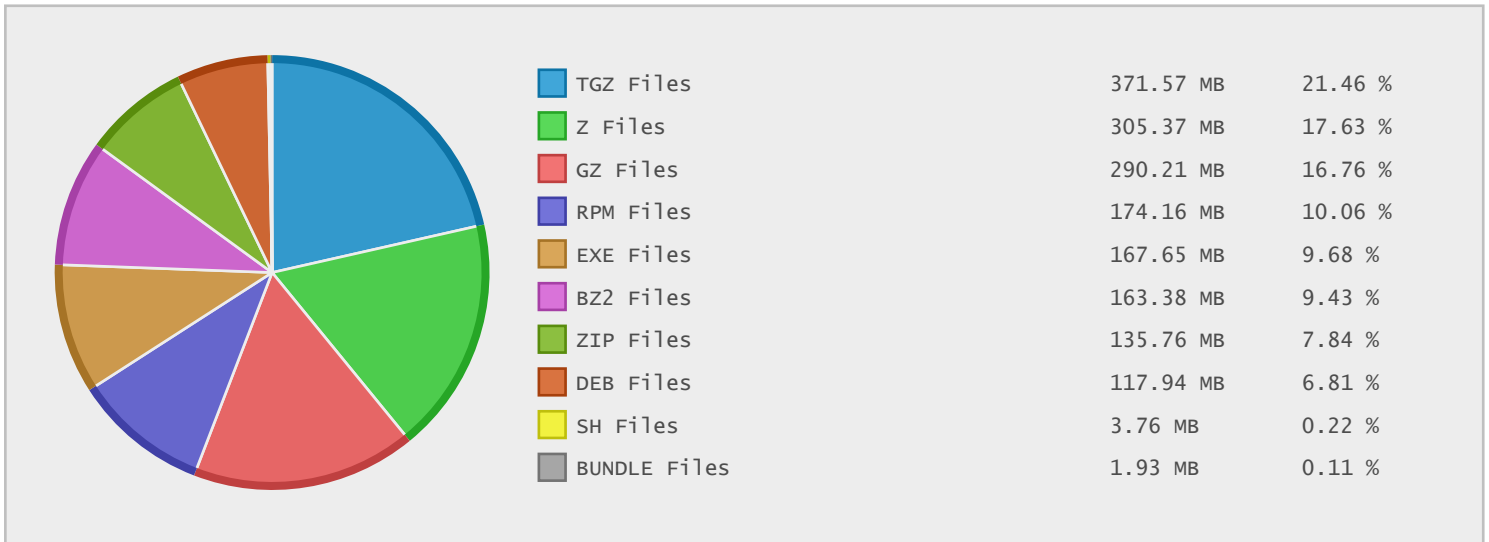 TGZ Files 371.57 MB 21.46 %
Z Files 305.37 MB 17.63 %
GZ Files 290.21 MB 16.76 %
RPM Files 174.16 MB 10.06 %
EXE Files 167.65 MB 9.68 %
BZ2 Files 163.38 MB 9.43 %
ZIP Files 135.76 MB 7.84 %
DEB Files 117.94 MB 6.81 %
SH Files 3.76 MB 0.22 %
BUNDLE Files 1.93 MB 0.11 %